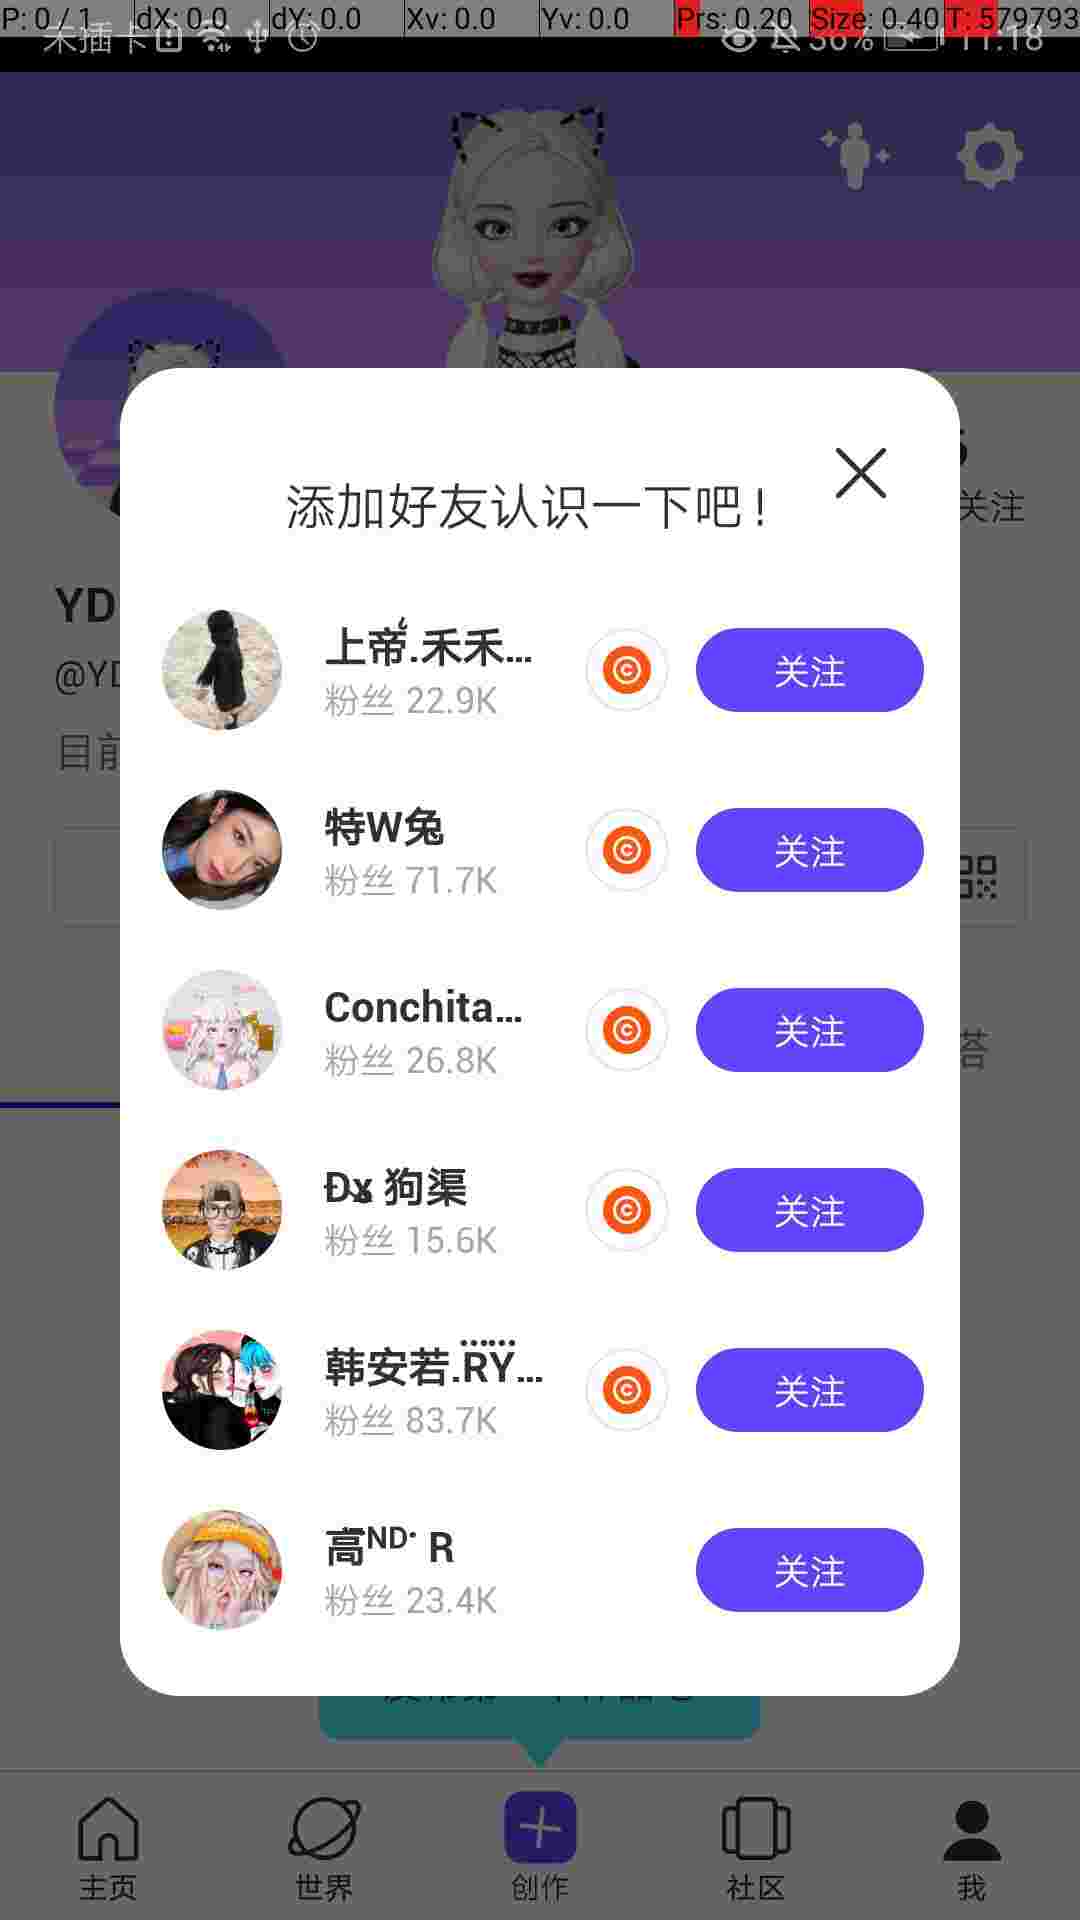 P: 0 / 1 dX: 0.0 dY: 0.0 Xv: 0.0 Yv: 0.0 Prs: 0.20 Size: 0.40 T: 579793
未插卡 36% 11:18
关注
YD
@YD
目前
添加好友认识一下吧！
上帝.禾禾...
粉丝 22.9K
关注
特W兔
粉丝 71.7K
关注
Conchita...
粉丝 26.8K
关注
狗渠
粉丝 15.6K
关注
韩安若.RY...
粉丝 83.7K
关注
高ᴺᴰ· R
粉丝 23.4K
关注
主页
世界
创作
社区
我